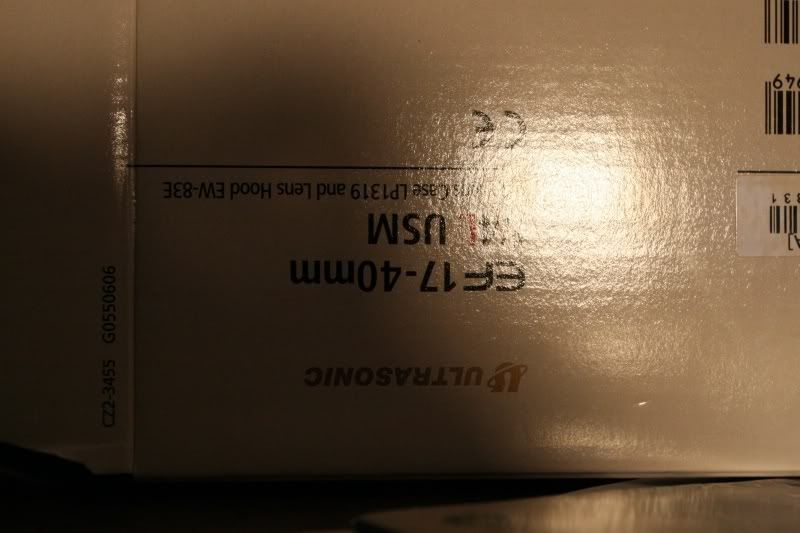 ULTRASONIC
EF17-40mm
L USM
Case LP1319 and Lens Hood EW-83E
CE
CZ2-3455 G0550606